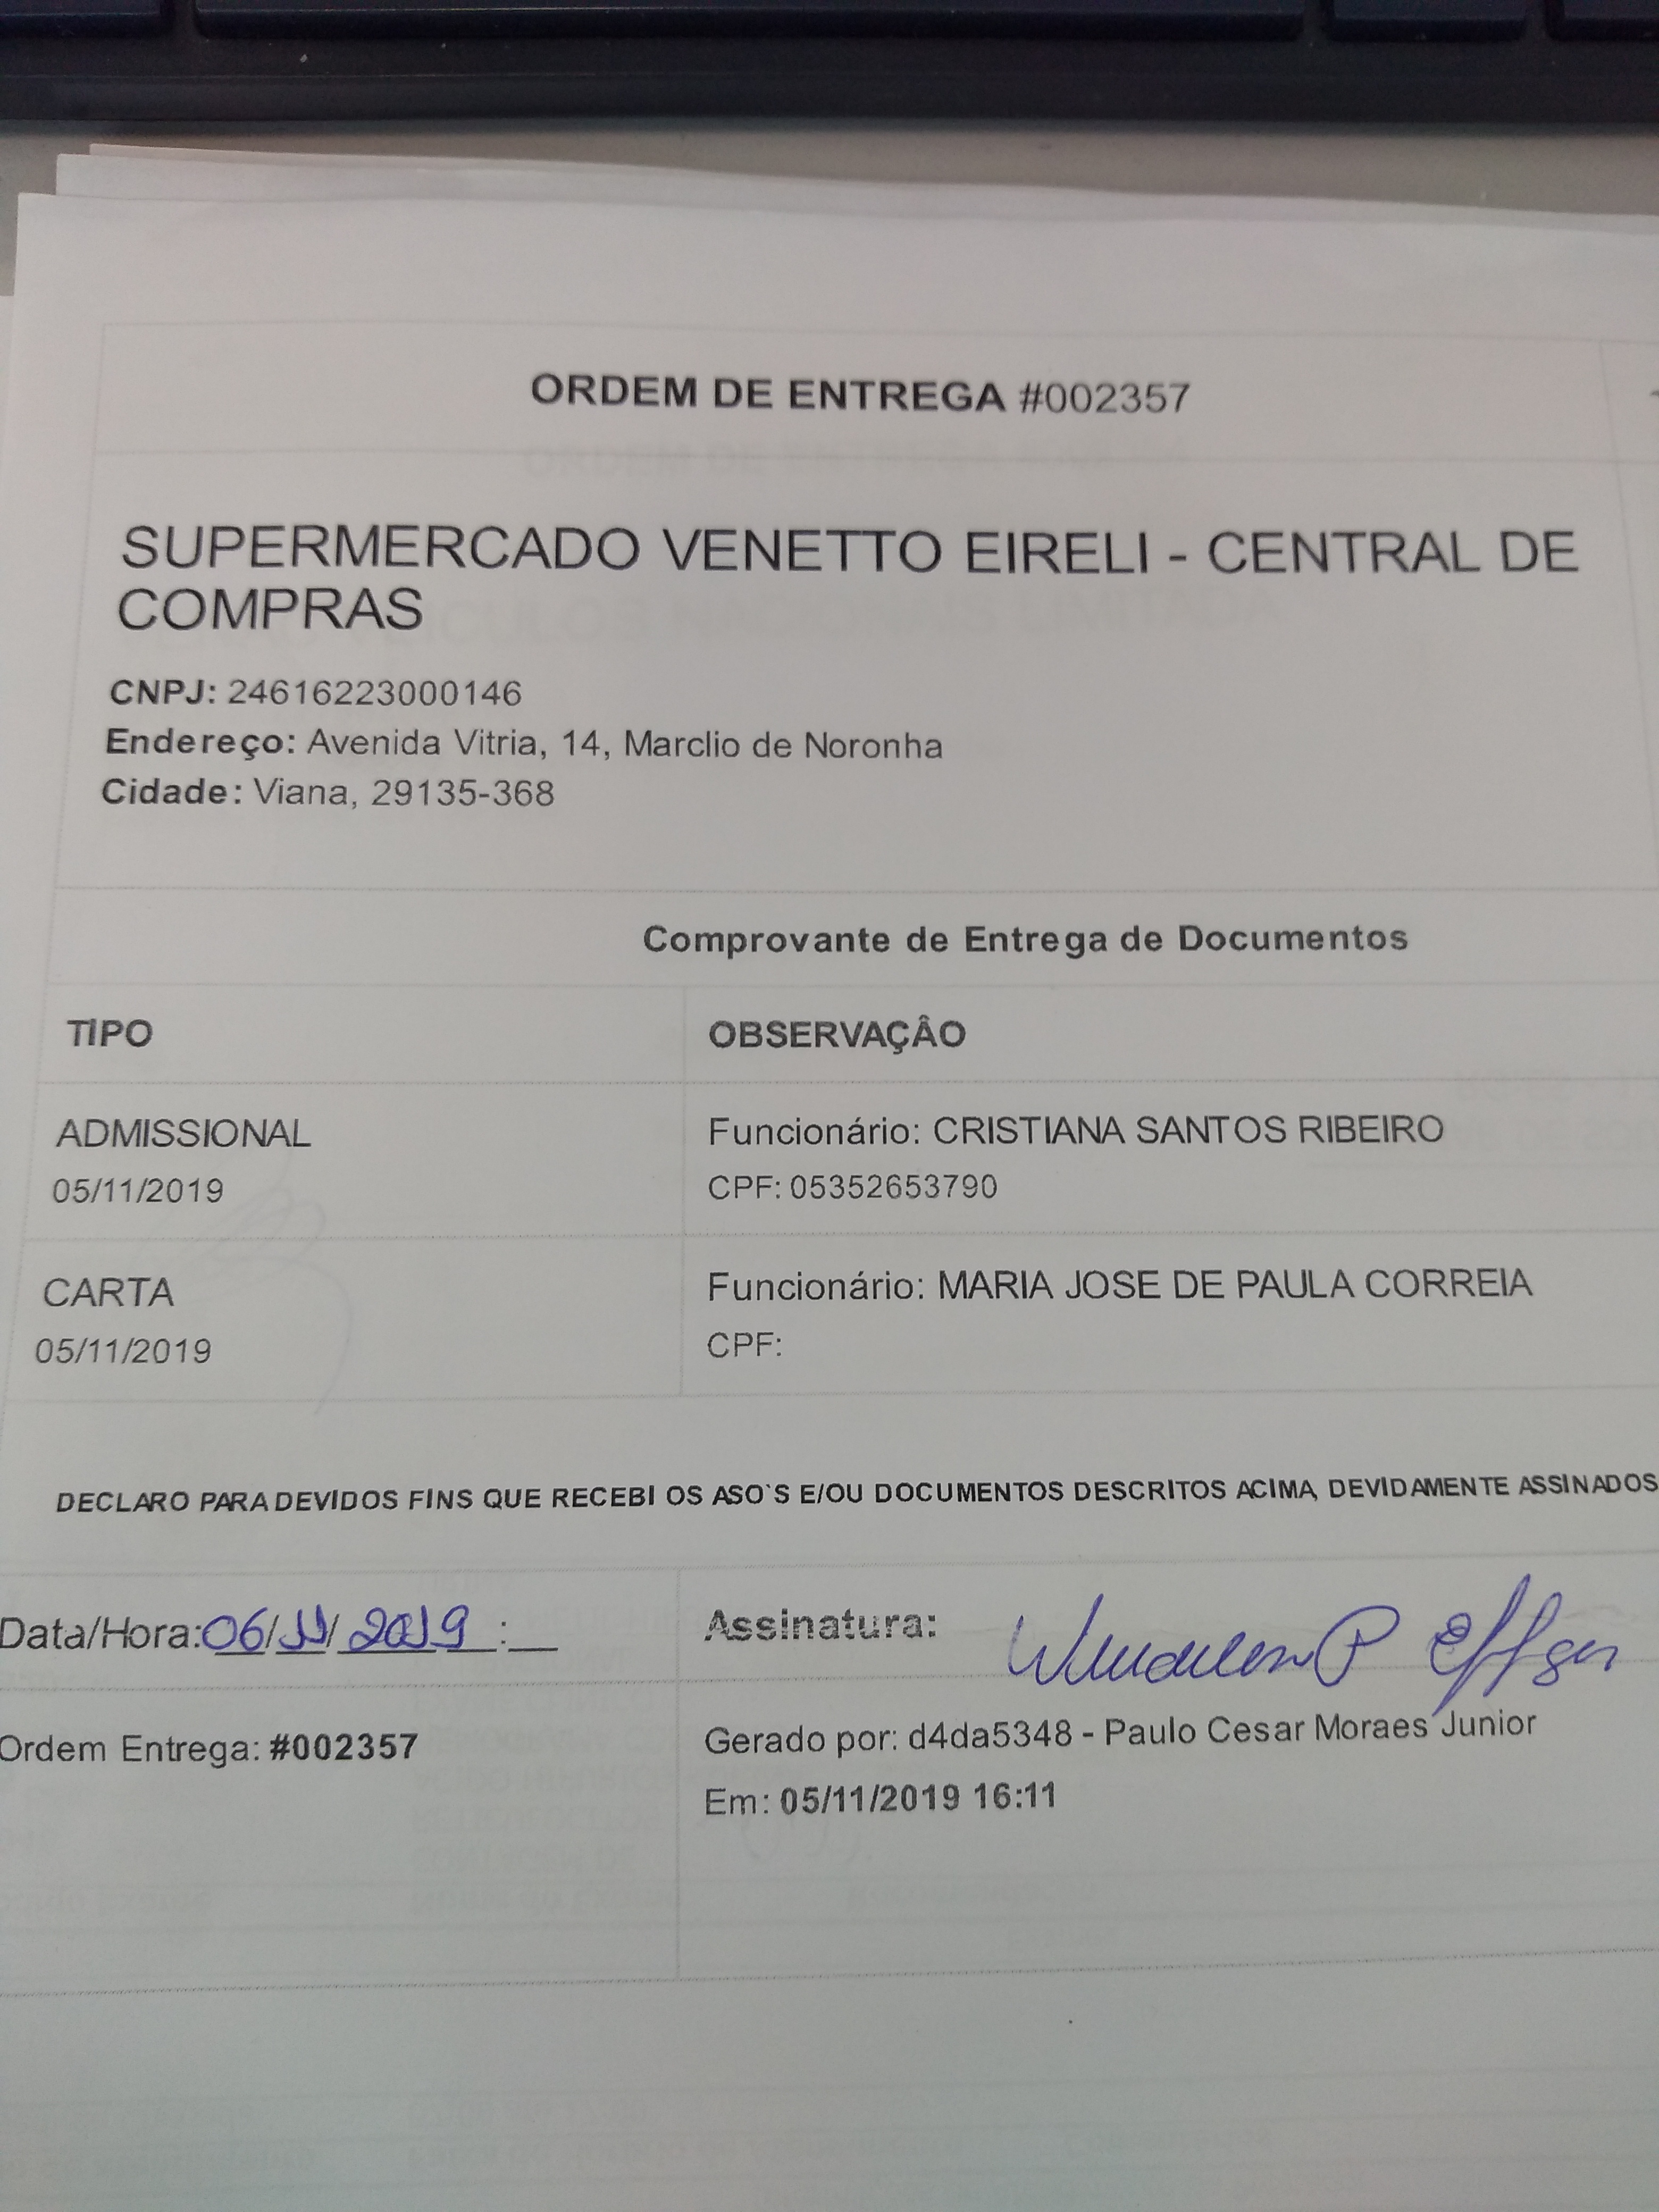 ORDEM DE ENTREGA #002357
SUPERMERCADO VENETTO EIRELI - CENTRAL DE
COMPRAS
CNPJ: 24616223000146
Endereço: Avenida Vitria, 14, Marclio de Noronha
Cidade: Viana, 29135-368
Comprovante de Entrega de Documentos
TIPO OBSERVAÇÂO
ADMISSIONAL Funcionário: CRISTIANA SANTOS RIBEIRO
05/11/2019 CPF: 05352653790
CARTA Funcionário: MARIA JOSE DE PAULA CORREIA
05/11/2019 CPF:
DECLARO PARA DEVIDOS FINS QUE RECEBI OS ASO`S E/OU DOCUMENTOS DESCRITOS ACIMA, DEVIDAMENTE ASSINADOS
Data/Hora: 06/11/2019 : Assinatura:
Ordem Entrega: #002357 Gerado por: d4da5348 - Paulo Cesar Moraes Junior
Em: 05/11/2019 16:11